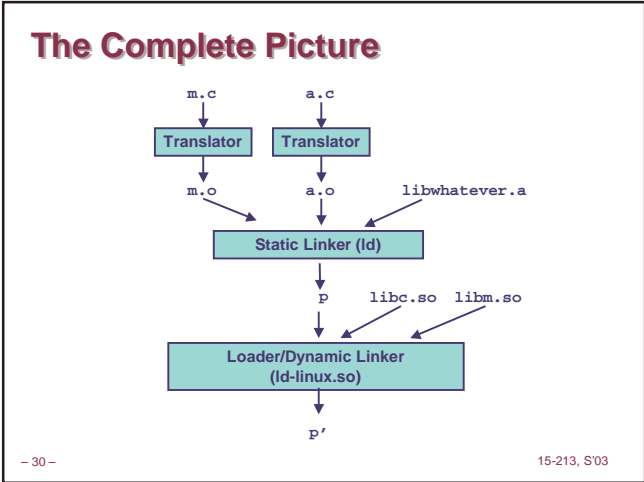 The Complete Picture
m.c a.c
Translator Translator
m.o a.o libwhatever.a
Static Linker (ld)
p libc.so libm.so
Loader/Dynamic Linker
(ld-linux.so)
p’
– 30 – 15-213, S’03